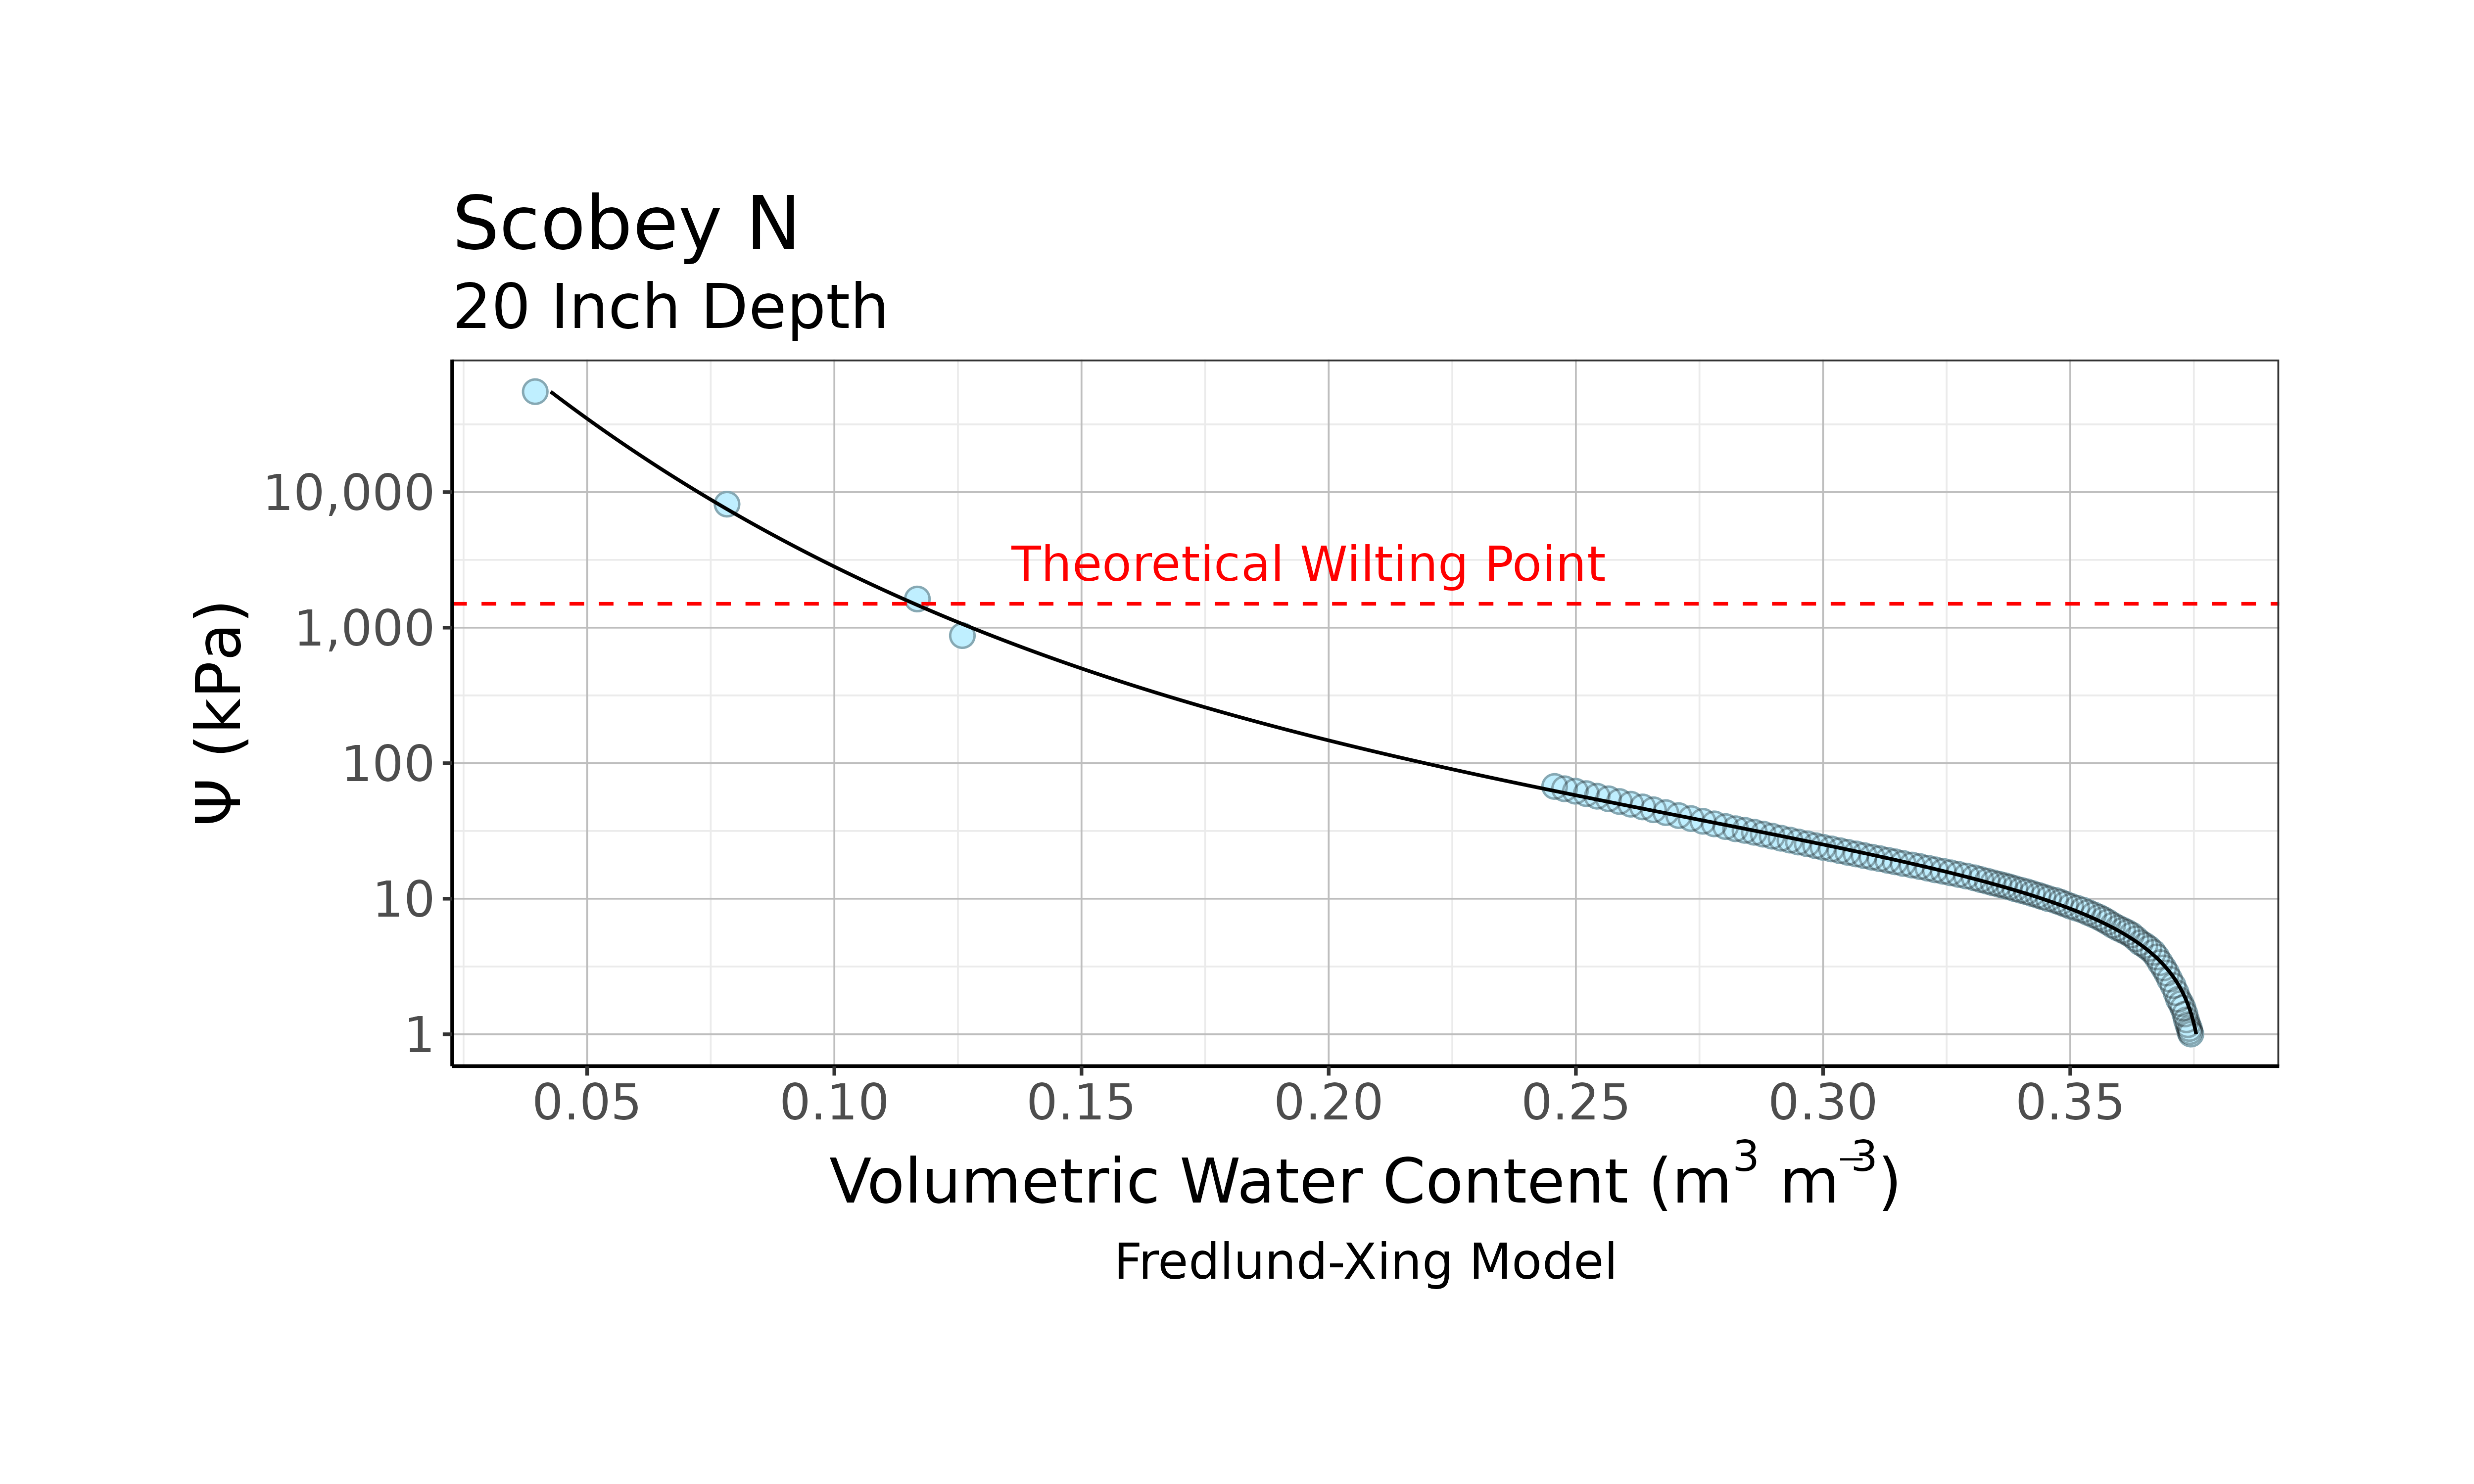 Scobey N
20 Inch Depth
Ψ (kPa)
10,000
1,000
100
10
1
Theoretical Wilting Point
0.05 0.10 0.15 0.20 0.25 0.30 0.35
Volumetric Water Content (m³ m⁻³)
Fredlund-Xing Model